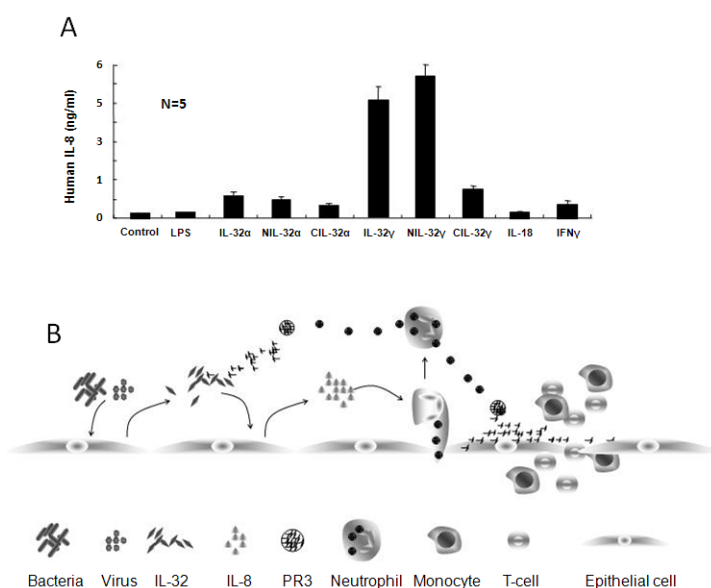 A
Human IL-8 (ng/ml)
6
5
3
1
0
N=5
Control LPS IL-32α NIL-32α CIL-32α IL-32γ NIL-32γ CIL-32γ IL-18 IFNγ
B
Bacteria Virus IL-32 IL-8 PR3 Neutrophil Monocyte T-cell Epithelial cell